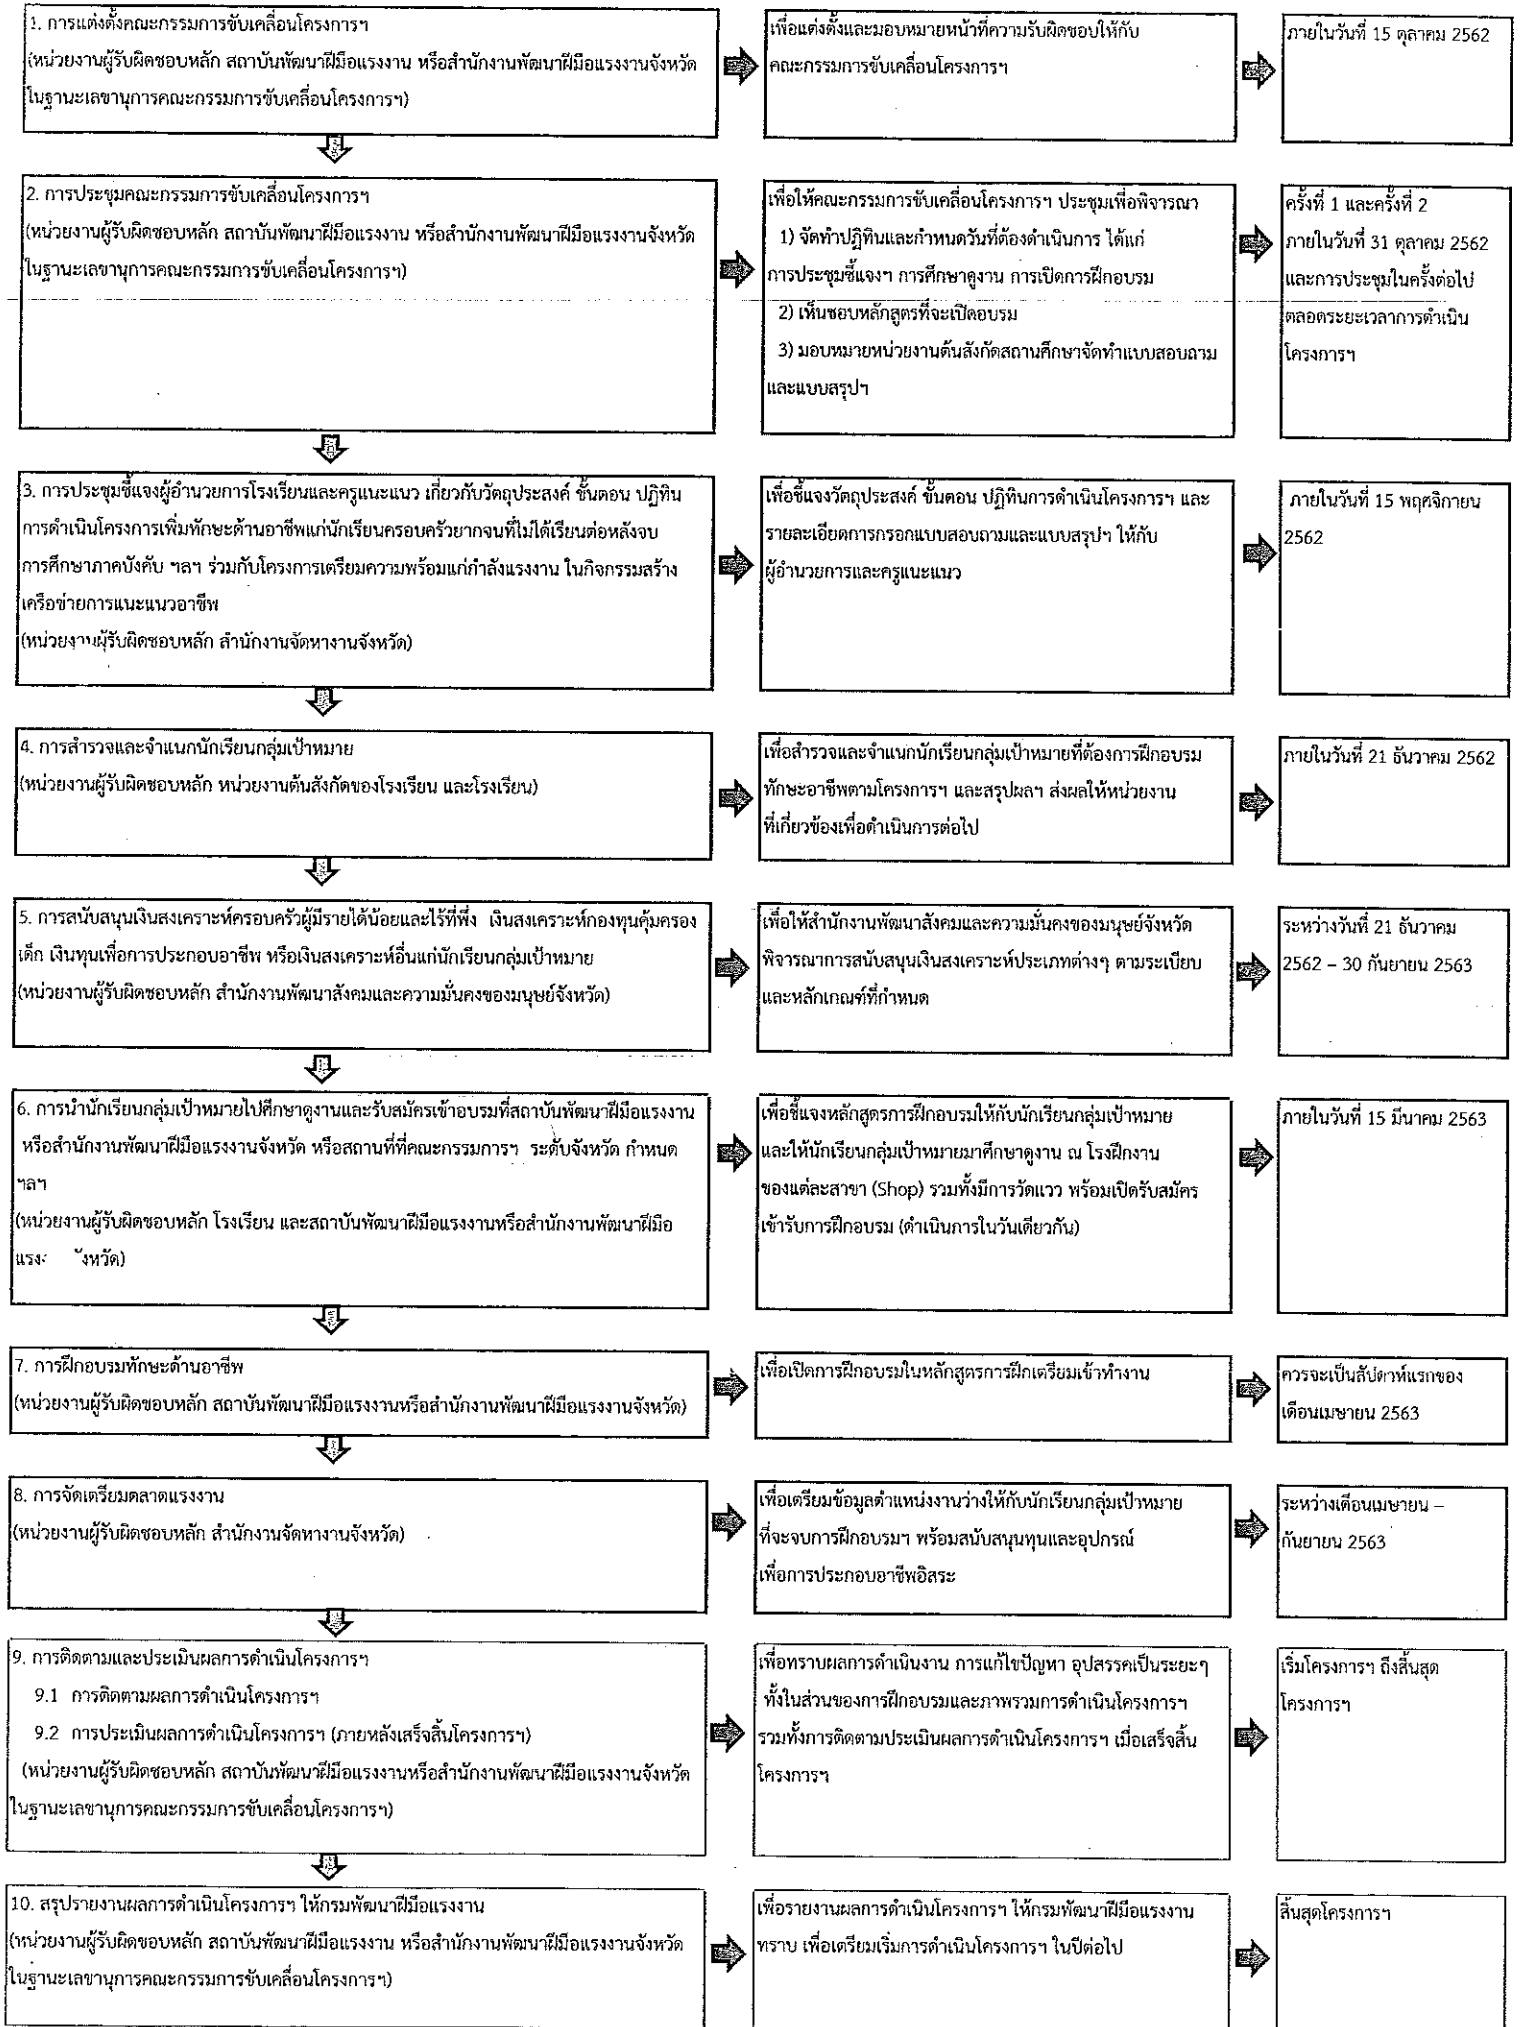 1. การแต่งตั้งคณะกรรมการขับเคลื่อนโครงการฯ
(หน่วยงานผู้รับผิดชอบหลัก สถาบันพัฒนาฝีมือแรงงาน หรือสำนักงานพัฒนาฝีมือแรงงานจังหวัด
ในฐานะเลขานุการคณะกรรมการขับเคลื่อนโครงการฯ)
เพื่อแต่งตั้งและมอบหมายหน้าที่ความรับผิดชอบให้กับ
คณะกรรมการขับเคลื่อนโครงการฯ
ภายในวันที่ 15 ตุลาคม 2562
2. การประชุมคณะกรรมการขับเคลื่อนโครงการฯ
(หน่วยงานผู้รับผิดชอบหลัก สถาบันพัฒนาฝีมือแรงงาน หรือสำนักงานพัฒนาฝีมือแรงงานจังหวัด
ในฐานะเลขานุการคณะกรรมการขับเคลื่อนโครงการฯ)
เพื่อให้คณะกรรมการขับเคลื่อนโครงการฯ ประชุมเพื่อพิจารณา
1) จัดทำปฏิทินและกำหนดวันที่ต้องดำเนินการ ได้แก่
การประชุมชี้แจงฯ การศึกษาดูงาน การเปิดการฝึกอบรม
2) เห็นชอบหลักสูตรที่จะเปิดอบรม
3) มอบหมายหน่วยงานต้นสังกัดสถานศึกษาจัดทำแบบสอบถาม
และแบบสรุปฯ
ครั้งที่ 1 และครั้งที่ 2
ภายในวันที่ 31 ตุลาคม 2562
และการประชุมในครั้งต่อไป
ตลอดระยะเวลาการดำเนิน
โครงการฯ
3. การประชุมชี้แจงผู้อำนวยการโรงเรียนและครูแนะแนว เกี่ยวกับวัตถุประสงค์ ขั้นตอน ปฏิทิน
การดำเนินโครงการเพิ่มทักษะด้านอาชีพแก่นักเรียนครอบครัวยากจนที่ไม่ได้เรียนต่อหลังจบ
การศึกษาภาคบังคับ ฯลฯ ร่วมกับโครงการเตรียมความพร้อมแก่กำลังแรงงาน ในกิจกรรมสร้าง
เครือข่ายการแนะแนวอาชีพ
(หน่วยงานผู้รับผิดชอบหลัก สำนักงานจัดหางานจังหวัด)
เพื่อชี้แจงวัตถุประสงค์ ขั้นตอน ปฏิทินการดำเนินโครงการฯ และ
รายละเอียดการกรอกแบบสอบถามและแบบสรุปฯ ให้กับ
ผู้อำนวยการและครูแนะแนว
ภายในวันที่ 15 พฤศจิกายน
2562
4. การสำรวจและจำแนกนักเรียนกลุ่มเป้าหมาย
(หน่วยงานผู้รับผิดชอบหลัก หน่วยงานต้นสังกัดของโรงเรียน และโรงเรียน)
เพื่อสำรวจและจำแนกนักเรียนกลุ่มเป้าหมายที่ต้องการฝึกอบรม
ทักษะอาชีพตามโครงการฯ และสรุปผลฯ ส่งผลให้หน่วยงาน
ที่เกี่ยวข้องเพื่อดำเนินการต่อไป
ภายในวันที่ 21 ธันวาคม 2562
5. การสนับสนุนเงินสงเคราะห์ครอบครัวผู้มีรายได้น้อยและไร้ที่พึ่ง เงินสงเคราะห์กองทุนคุ้มครอง
เด็ก เงินทุนเพื่อการประกอบอาชีพ หรือเงินสงเคราะห์อื่นแก่นักเรียนกลุ่มเป้าหมาย
(หน่วยงานผู้รับผิดชอบหลัก สำนักงานพัฒนาสังคมและความมั่นคงของมนุษย์จังหวัด)
เพื่อให้สำนักงานพัฒนาสังคมและความมั่นคงของมนุษย์จังหวัด
พิจารณาการสนับสนุนเงินสงเคราะห์ประเภทต่างๆ ตามระเบียบ
และหลักเกณฑ์ที่กำหนด
ระหว่างวันที่ 21 ธันวาคม
2562 – 30 กันยายน 2563
6. การนำนักเรียนกลุ่มเป้าหมายไปศึกษาดูงานและรับสมัครเข้าอบรมที่สถาบันพัฒนาฝีมือแรงงาน
หรือสำนักงานพัฒนาฝีมือแรงงานจังหวัด หรือสถานที่ที่คณะกรรมการฯ ระดับจังหวัด กำหนด
ฯลฯ
(หน่วยงานผู้รับผิดชอบหลัก โรงเรียน และสถาบันพัฒนาฝีมือแรงงานหรือสำนักงานพัฒนาฝีมือ
แรง ังหวัด)
เพื่อชี้แจงหลักสูตรการฝึกอบรมให้กับนักเรียนกลุ่มเป้าหมาย
และให้นักเรียนกลุ่มเป้าหมายมาศึกษาดูงาน ณ โรงฝึกงาน
ของแต่ละสาขา (Shop) รวมทั้งมีการวัดแวว พร้อมเปิดรับสมัคร
เข้ารับการฝึกอบรม (ดำเนินการในวันเดียวกัน)
ภายในวันที่ 15 มีนาคม 2563
7. การฝึกอบรมทักษะด้านอาชีพ
(หน่วยงานผู้รับผิดชอบหลัก สถาบันพัฒนาฝีมือแรงงานหรือสำนักงานพัฒนาฝีมือแรงงานจังหวัด)
เพื่อเปิดการฝึกอบรมในหลักสูตรการฝึกเตรียมเข้าทำงาน
ควรจะเป็นสัปดาห์แรกของ
เดือนเมษายน 2563
8. การจัดเตรียมตลาดแรงงาน
(หน่วยงานผู้รับผิดชอบหลัก สำนักงานจัดหางานจังหวัด)
เพื่อเตรียมข้อมูลตำแหน่งงานว่างให้กับนักเรียนกลุ่มเป้าหมาย
ที่จะจบการฝึกอบรมฯ พร้อมสนับสนุนทุนและอุปกรณ์
เพื่อการประกอบอาชีพอิสระ
ระหว่างเดือนเมษายน –
กันยายน 2563
9. การติดตามและประเมินผลการดำเนินโครงการฯ
9.1 การติดตามผลการดำเนินโครงการฯ
9.2 การประเมินผลการดำเนินโครงการฯ (ภายหลังเสร็จสิ้นโครงการฯ)
(หน่วยงานผู้รับผิดชอบหลัก สถาบันพัฒนาฝีมือแรงงานหรือสำนักงานพัฒนาฝีมือแรงงานจังหวัด
ในฐานะเลขานุการคณะกรรมการขับเคลื่อนโครงการฯ)
เพื่อทราบผลการดำเนินงาน การแก้ไขปัญหา อุปสรรคเป็นระยะๆ
ทั้งในส่วนของการฝึกอบรมและภาพรวมการดำเนินโครงการฯ
รวมทั้งการติดตามประเมินผลการดำเนินโครงการฯ เมื่อเสร็จสิ้น
โครงการฯ
เริ่มโครงการฯ ถึงสิ้นสุด
โครงการฯ
10. สรุปรายงานผลการดำเนินโครงการฯ ให้กรมพัฒนาฝีมือแรงงาน
(หน่วยงานผู้รับผิดชอบหลัก สถาบันพัฒนาฝีมือแรงงาน หรือสำนักงานพัฒนาฝีมือแรงงานจังหวัด
ในฐานะเลขานุการคณะกรรมการขับเคลื่อนโครงการฯ)
เพื่อรายงานผลการดำเนินโครงการฯ ให้กรมพัฒนาฝีมือแรงงาน
ทราบ เพื่อเตรียมเริ่มการดำเนินโครงการฯ ในปีต่อไป
สิ้นสุดโครงการฯ